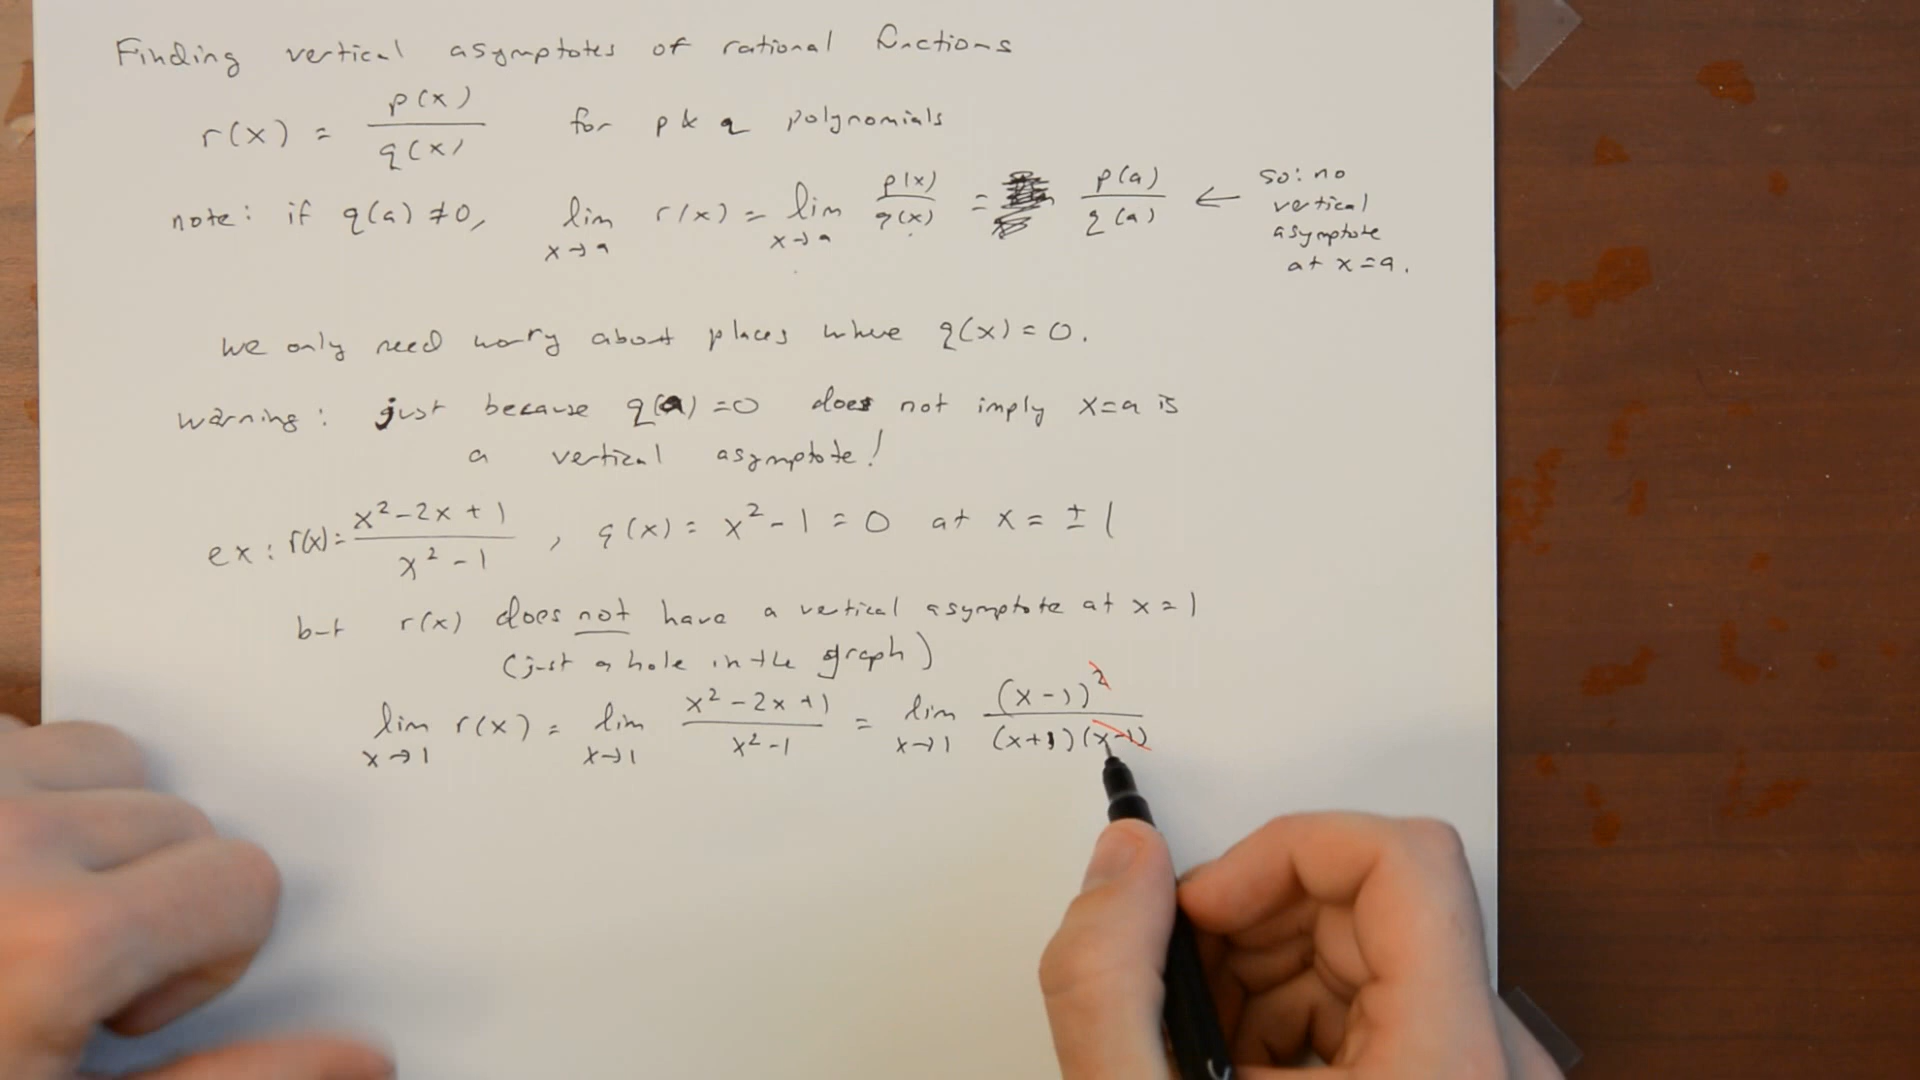 Finding vertical asymptotes of rational functions
r(x) = p(x)/q(x) for p & q polynomials
note: if q(a) ≠ 0, lim x→a r(x) = lim x→a p(x)/q(x) = p(a)/q(a) ← so: no
vertical
asymptote
at x=a.
we only need worry about places where q(x) = 0.
warning: just because q(a) = 0 does not imply x=a is
a vertical asymptote!
ex: r(x) = x²-2x+1/x²-1, q(x) = x²-1 = 0 at x = ±1
but r(x) does not have a vertical asymptote at x=1
(just a hole in the graph)
lim x→1 r(x) = lim x→1 x²-2x+1/x²-1 = lim x→1 (x-1)²/(x+1)(x-1)